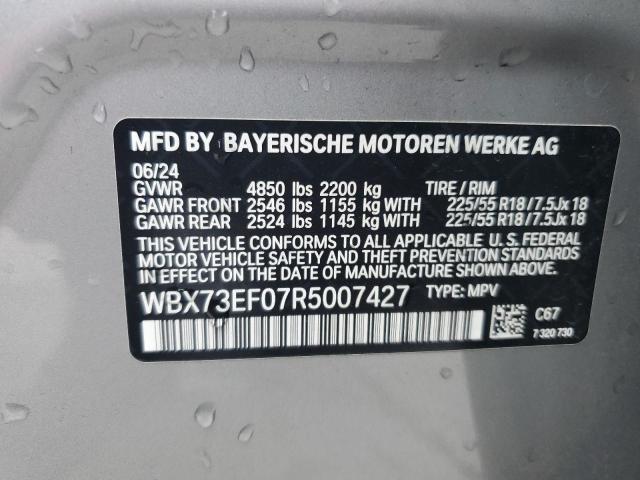 MFD BY BAYERISCHE MOTOREN WERKE AG
06/24
GVWR 4850 lbs 2200 kg TIRE / RIM
GAWR FRONT 2546 lbs 1155 kg WITH 225/55 R18/7.5Jx18
GAWR REAR 2524 lbs 1145 kg WITH 225/55 R18/7.5Jx18
THIS VEHICLE CONFORMS TO ALL APPLICABLE U. S. FEDERAL
MOTOR VEHICLE SAFETY AND THEFT PREVENTION STANDARDS
IN EFFECT ON THE DATE OF MANUFACTURE SHOWN ABOVE.
WBX73EF07R5007427 TYPE: MPV
C67
7 320 730